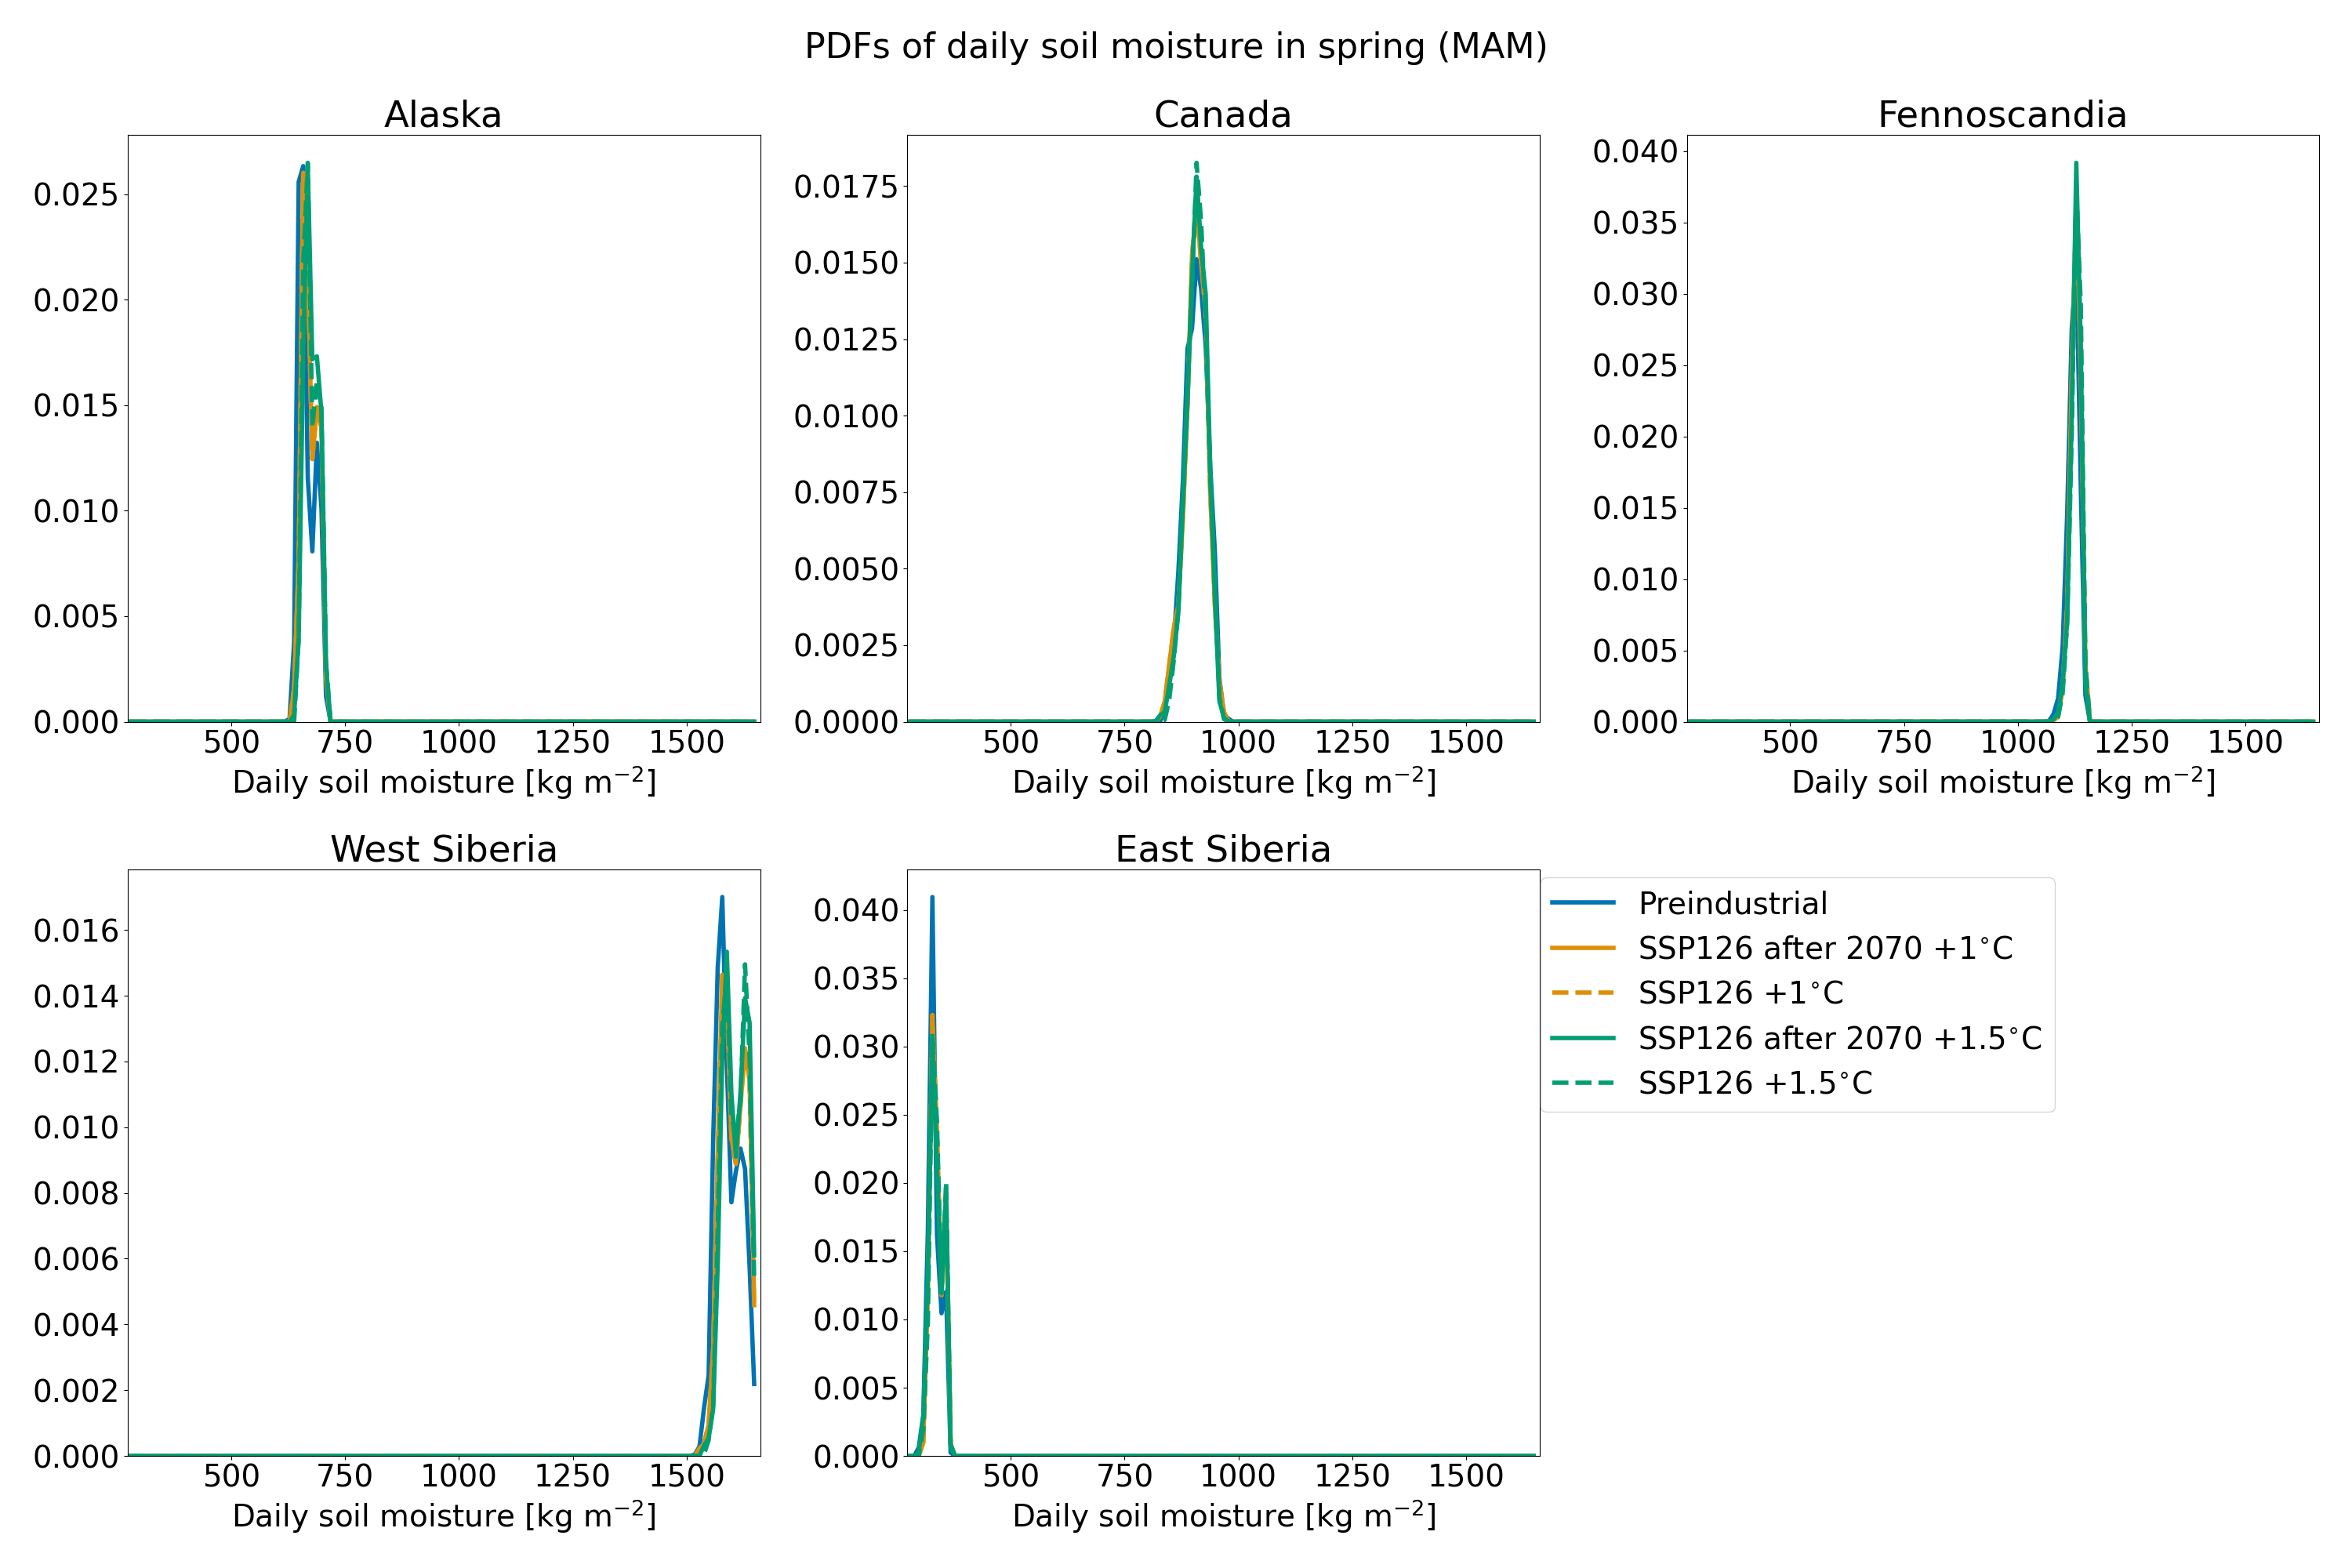 PDFs of daily soil moisture in spring (MAM)
Alaska
0.025
0.020
0.015
0.010
0.005
0.000
500 750 1000 1250 1500
Daily soil moisture [kg m⁻²]
Canada
0.0175
0.0150
0.0125
0.0100
0.0075
0.0050
0.0025
0.0000
500 750 1000 1250 1500
Daily soil moisture [kg m⁻²]
Fennoscandia
0.040
0.035
0.030
0.025
0.020
0.015
0.010
0.005
0.000
500 750 1000 1250 1500
Daily soil moisture [kg m⁻²]
West Siberia
0.016
0.014
0.012
0.010
0.008
0.006
0.004
0.002
0.000
500 750 1000 1250 1500
Daily soil moisture [kg m⁻²]
East Siberia
0.040
0.035
0.030
0.025
0.020
0.015
0.010
0.005
0.000
500 750 1000 1250 1500
Daily soil moisture [kg m⁻²]
Preindustrial
SSP126 after 2070 +1°C
SSP126 +1°C
SSP126 after 2070 +1.5°C
SSP126 +1.5°C